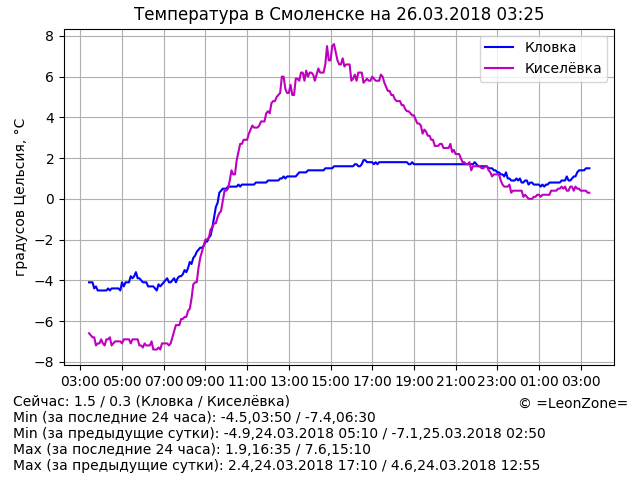 Температура в Смоленске на 26.03.2018 03:25
градусов Цельсия, °C
8
6
4
2
0
−2
−4
−6
−8
Кловка
Киселёвка
03:00 05:00 07:00 09:00 11:00 13:00 15:00 17:00 19:00 21:00 23:00 01:00 03:00
Сейчас: 1.5 / 0.3 (Кловка / Киселёвка)
© =LeonZone=
Min (за последние 24 часа): -4.5,03:50 / -7.4,06:30
Min (за предыдущие сутки): -4.9,24.03.2018 05:10 / -7.1,25.03.2018 02:50
Max (за последние 24 часа): 1.9,16:35 / 7.6,15:10
Max (за предыдущие сутки): 2.4,24.03.2018 17:10 / 4.6,24.03.2018 12:55